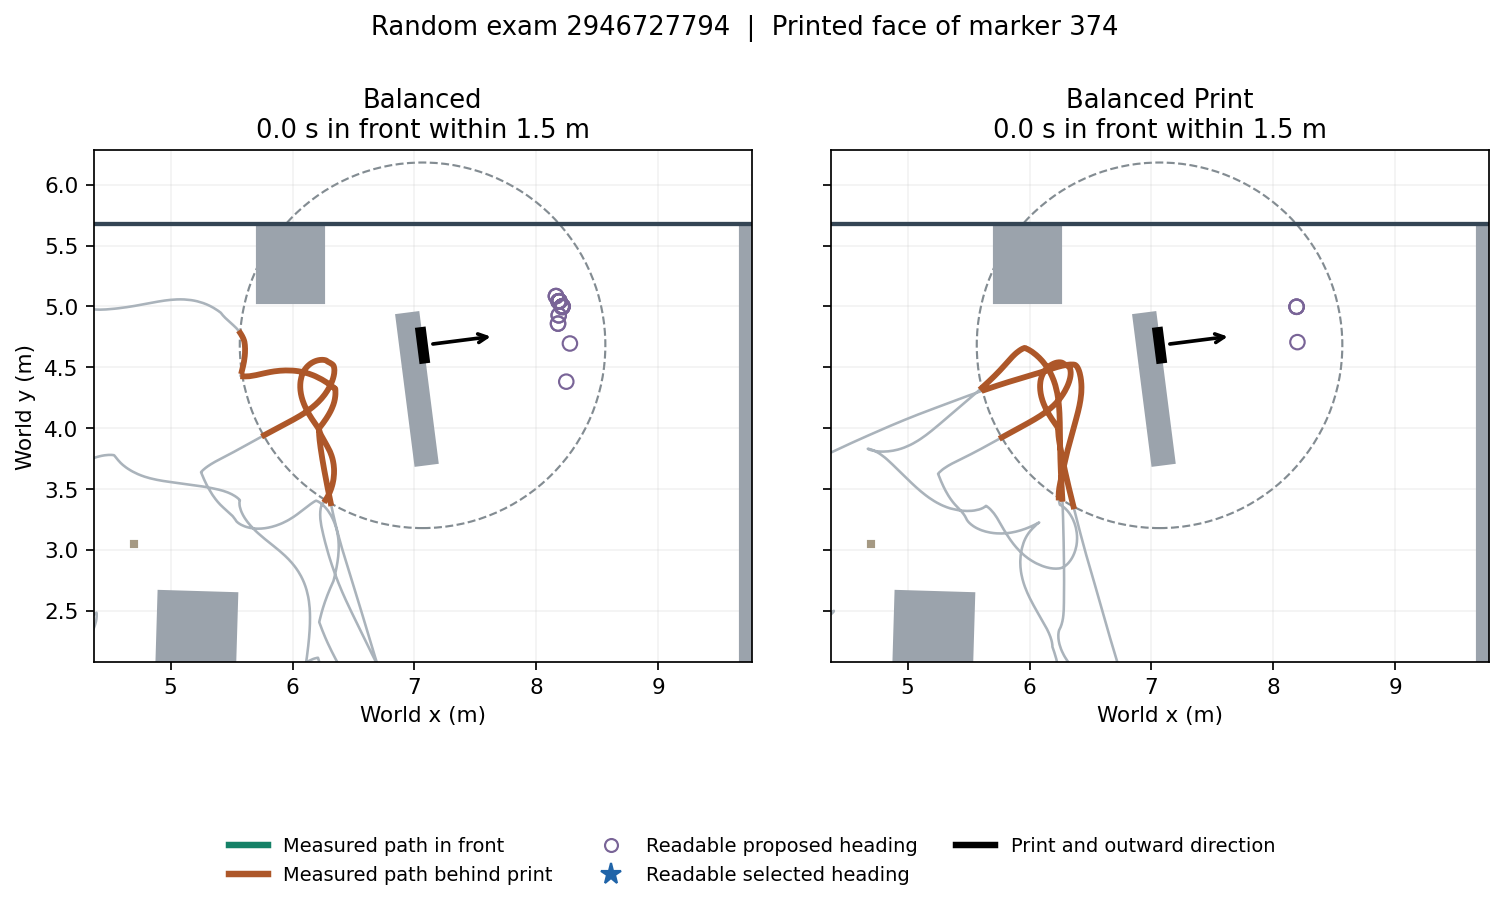 Random exam 2946727794 | Printed face of marker 374
Balanced
0.0 s in front within 1.5 m
Balanced Print
0.0 s in front within 1.5 m
World y (m)
6.0
5.5
5.0
4.5
4.0
3.5
3.0
2.5
5 6 7 8 9
5 6 7 8 9
World x (m)
World x (m)
Measured path in front
Measured path behind print
Readable proposed heading
Readable selected heading
Print and outward direction